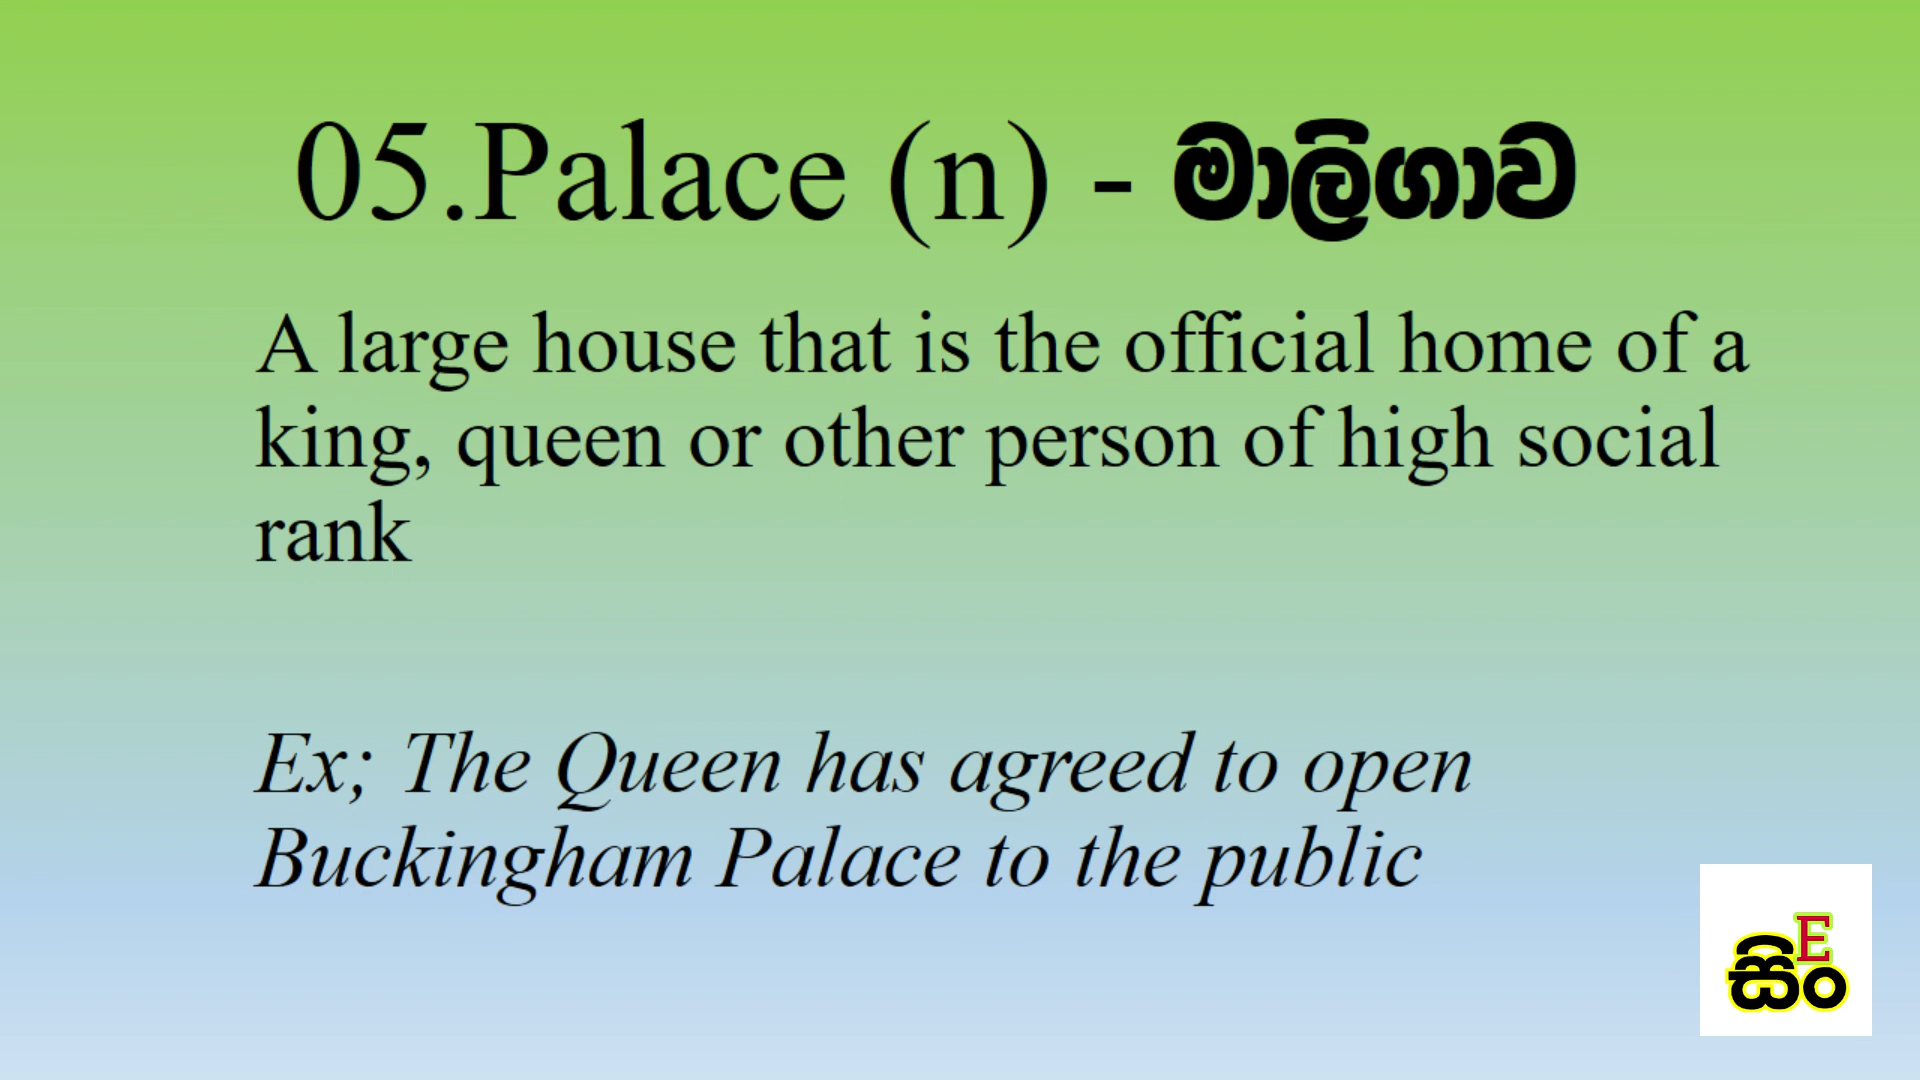 05.Palace (n) - මාලිගාව
A large house that is the official home of a
king, queen or other person of high social
rank
Ex; The Queen has agreed to open
Buckingham Palace to the public
E
සිං